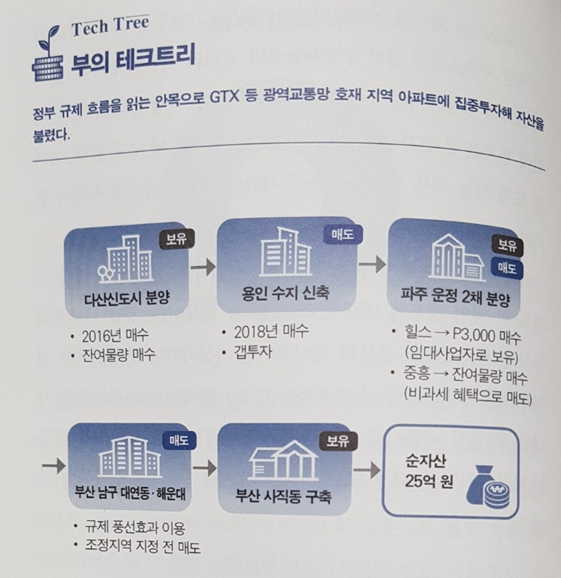 Tech Tree
부의 테크트리
정부 규제 흐름을 읽는 안목으로 GTX 등 광역교통망 호재 지역 아파트에 집중투자해 자산을
불렸다.
보유
다산신도시 분양
• 2016년 매수
• 잔여물량 매수
매도
용인 수지 신축
• 2018년 매수
• 갭투자
보유
매도
파주 운정 2채 분양
• 힐스 → P3,000 매수
(임대사업자로 보유)
• 중흥 → 잔여물량 매수
(비과세 혜택으로 매도)
매도
부산 남구 대연동·해운대
• 규제 풍선효과 이용
• 조정지역 지정 전 매도
보유
부산 사직동 구축
순자산
25억 원